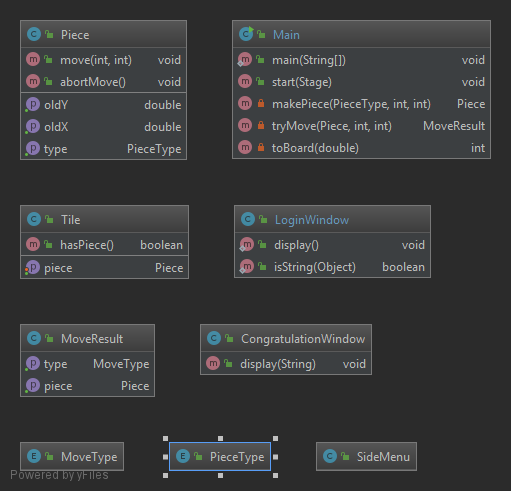 Piece
move(int, int) void
abortMove() void
oldY double
oldX double
type PieceType
Main
main(String[]) void
start(Stage) void
makePiece(PieceType, int, int) Piece
tryMove(Piece, int, int) MoveResult
toBoard(double) int
Tile
hasPiece() boolean
piece Piece
LoginWindow
display() void
isString(Object) boolean
MoveResult
type MoveType
piece Piece
CongratulationWindow
display(String) void
MoveType
PieceType
SideMenu
Powered by yFiles